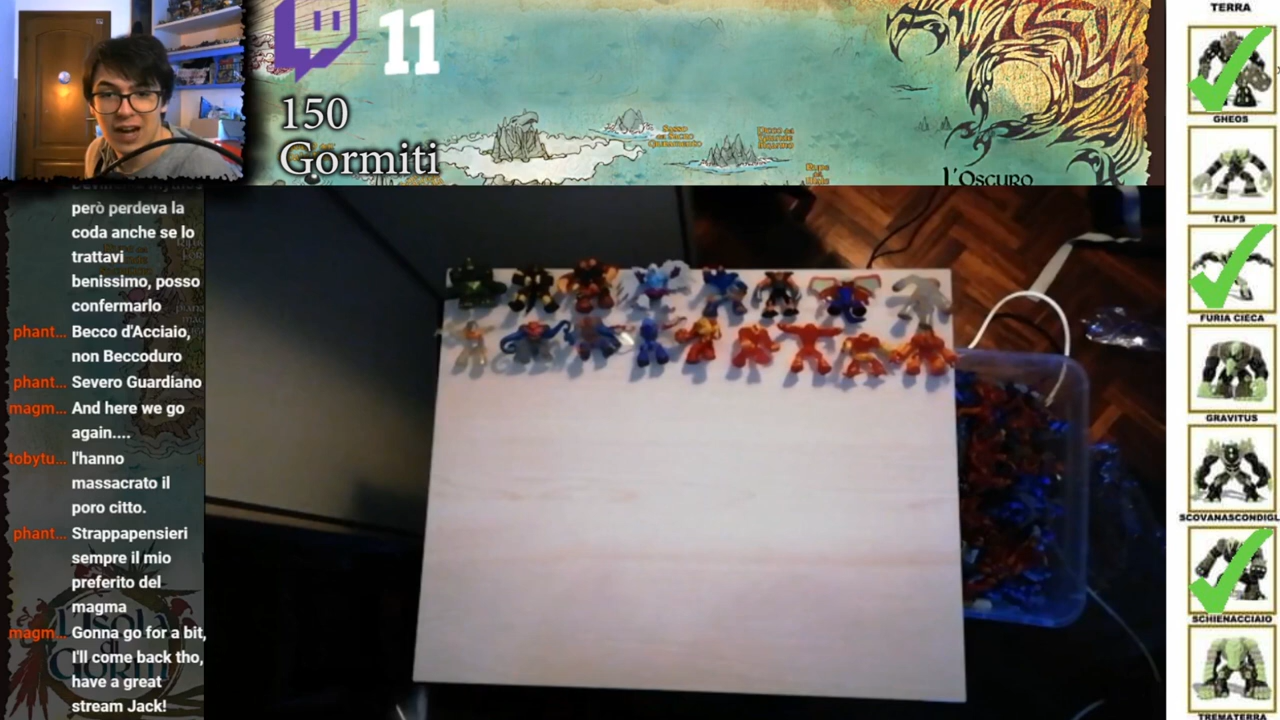 11
150
Gormiti
L'OSCURO
però perdeva la
coda anche se lo
trattavi
benissimo, posso
confermarlo
phant... Becco d'Acciaio,
non Beccoduro
phant... Severo Guardiano
magm... And here we go
again....
tobytu... l'hanno
massacrato il
poro citto.
phant... Strappapensieri
sempre il mio
preferito del
magma
magm... Gonna go for a bit,
I'll come back tho,
have a great
stream Jack!
TERRA
GHEOS
TALPS
FURIA CIECA
GRAVITUS
SCOVANASCONDIGL
SCHIENACCIAIO
TREMATERRA